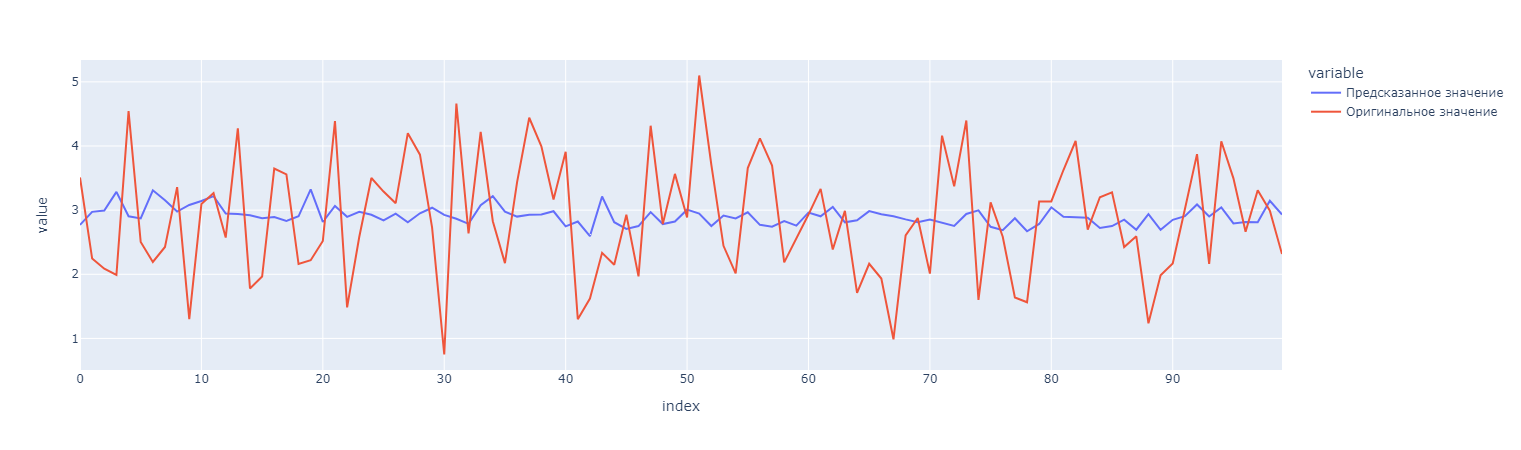 variable
Предсказанное значение
Оригинальное значение
value
5
4
3
2
1
0 10 20 30 40 50 60 70 80 90
index